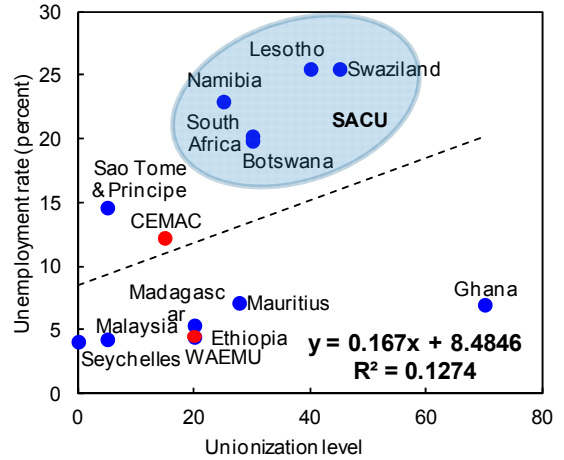 30
25
20
15
10
5
0
Unemployment rate (percent)
Lesotho
Swaziland
Namibia
SACU
South
Africa
Botswana
Sao Tome
& Principe
CEMAC
Madagasc
ar
Mauritius
Ghana
Malaysia
Ethiopia
Seychelles
WAEMU
y = 0.167x + 8.4846
R² = 0.1274
0
20
40
60
80
Unionization level